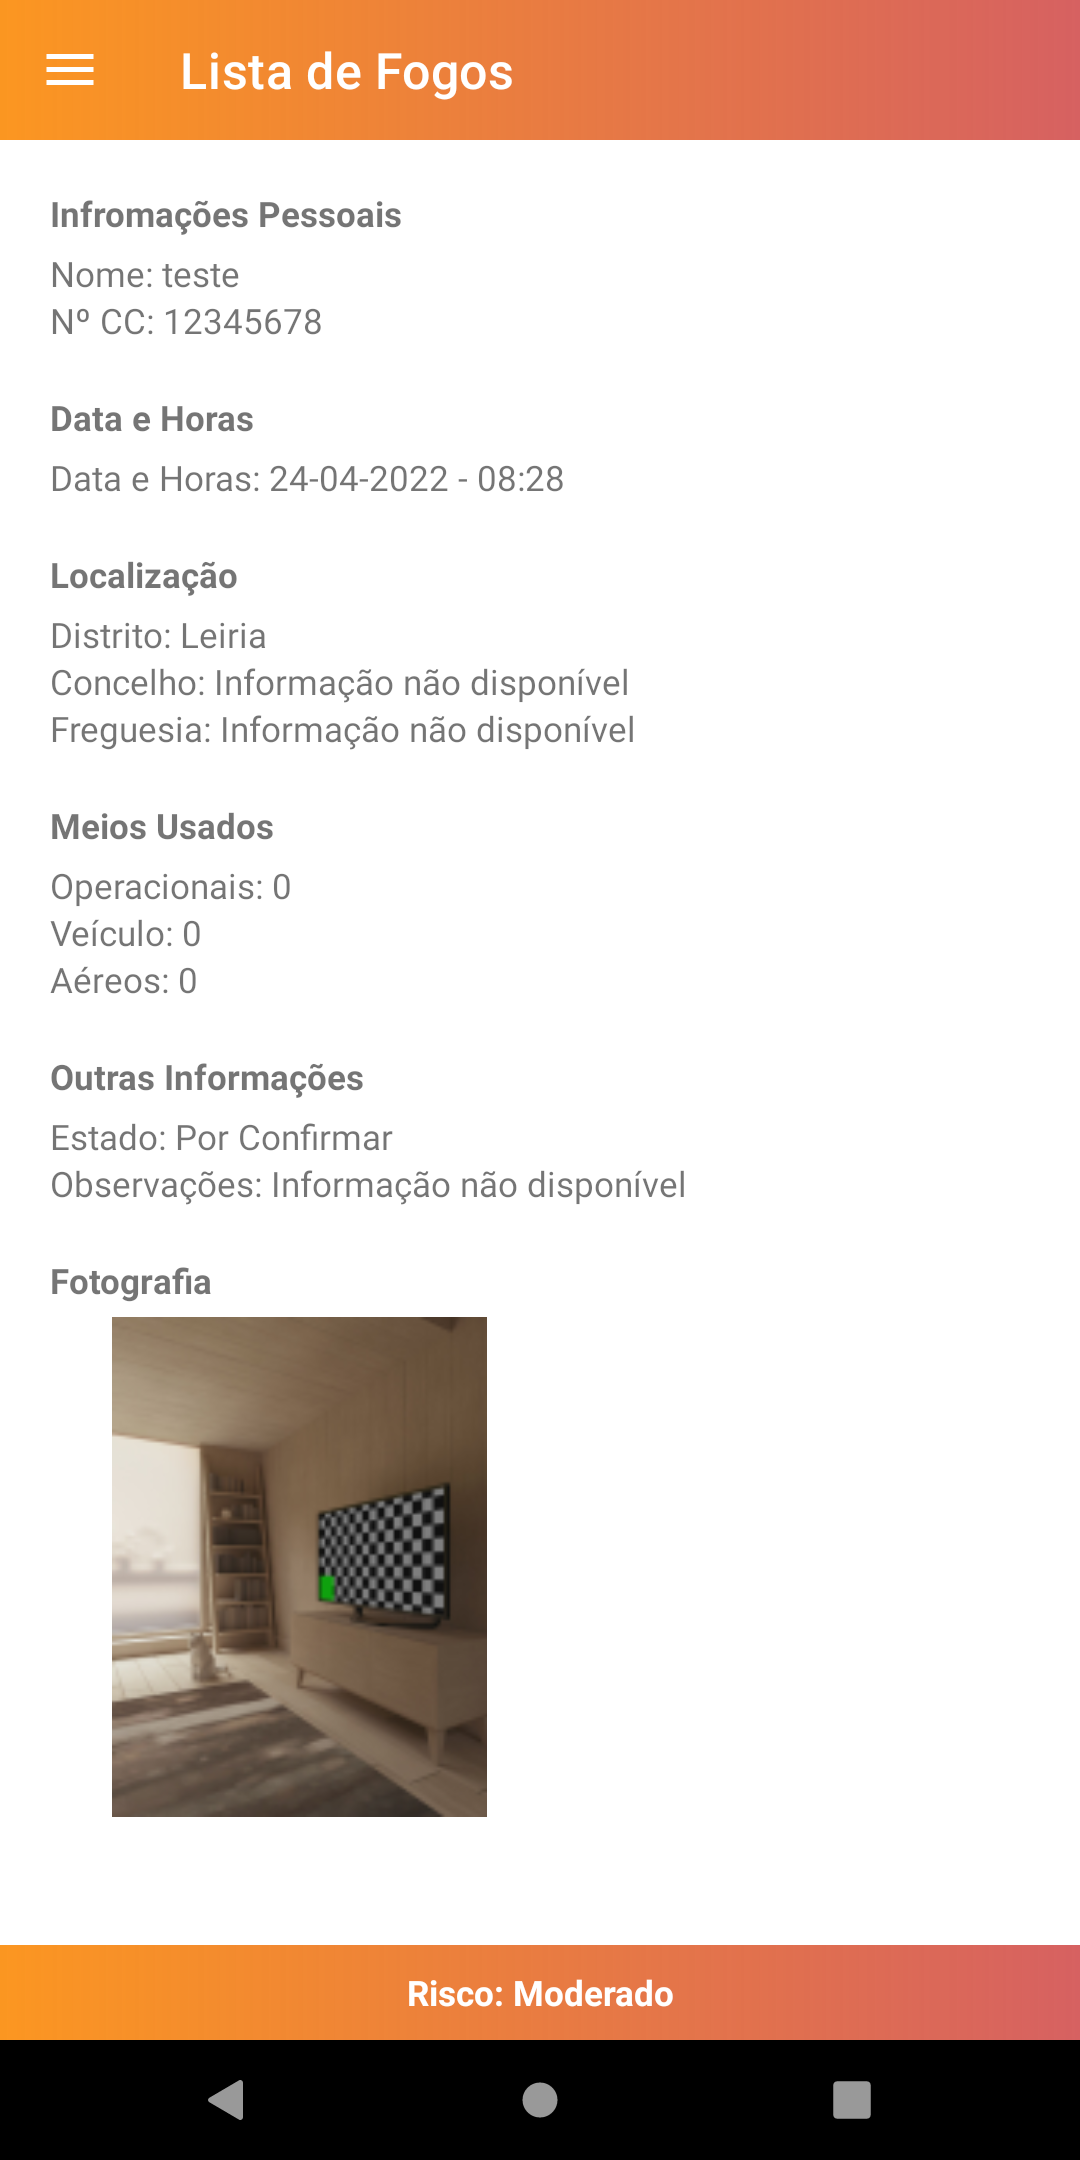 Lista de Fogos
Infromações Pessoais
Nome: teste
Nº CC: 12345678
Data e Horas
Data e Horas: 24-04-2022 - 08:28
Localização
Distrito: Leiria
Concelho: Informação não disponível
Freguesia: Informação não disponível
Meios Usados
Operacionais: 0
Veículo: 0
Aéreos: 0
Outras Informações
Estado: Por Confirmar
Observações: Informação não disponível
Fotografia
Risco: Moderado